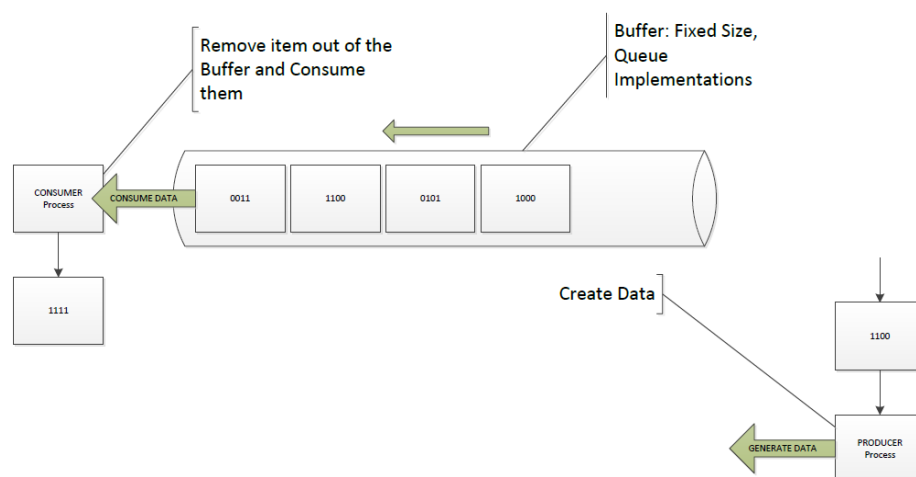 Remove item out of the
Buffer and Consume
them
Buffer: Fixed Size,
Queue
Implementations
CONSUMER
Process
CONSUME DATA
0011
1100
0101
1000
1111
Create Data
1100
GENERATE DATA
PRODUCER
Process